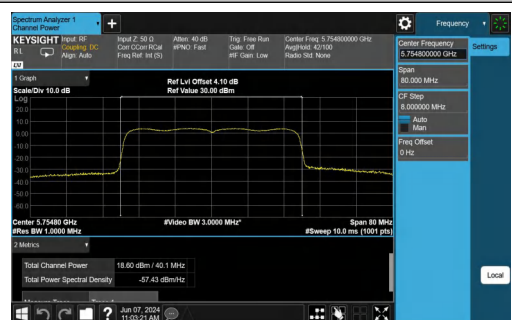 Spectrum Analyzer 1
Channel Power
Frequency
KEYSIGHT
Input: RF
Input Z: 50 Ω
Atten: 40 dB
Trig: Free Run
Center Freq: 5.754800000 GHz
RL
Coupling: DC
Corr CCorr RCal
#PNO: Fast
Gate: Off
Avg|Hold: 42/100
Align: Auto
Freq Ref: Int (S)
#IF Gain: Low
Radio Std: None
LW
Center Frequency
5.754800000 GHz
Settings
Span
80.000 MHz
CF Step
8.000000 MHz
Auto
Man
Freq Offset
0 Hz
Local
1 Graph
Ref Lvl Offset 4.10 dB
Scale/Div 10.0 dB
Ref Value 30.00 dBm
Log
20.0
10.0
0.0
-10.0
-20.0
-30.0
-40.0
-50.0
-60.0
Center 5.75480 GHz
#Video BW 3.0000 MHz*
Span 80 MHz
#Res BW 1.0000 MHz
#Sweep 10.0 ms (1001 pts)
2 Metrics
Total Channel Power
18.60 dBm / 40.1 MHz
Total Power Spectral Density
-57.43 dBm/Hz
?
Jun 07, 2024
11:03:21 AM